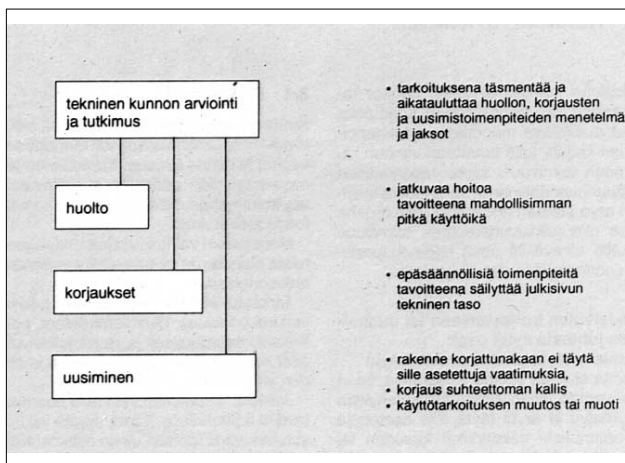 tekninen kunnon arviointi
ja tutkimus
• tarkoituksena täsmentää ja
aikatauluttaa huollon, korjausten
ja uusimistoimenpiteiden menetelmä
ja jaksot
huolto
• jatkuvaa hoitoa
tavoitteena mahdollisimman
pitkä käyttöikä
korjaukset
• epäsäännöllisiä toimenpiteitä
tavoitteena säilyttää julkisivun
tekninen taso
uusiminen
• rakenne korjattunakaan ei täytä
sille asetettuja vaatimuksia,
• korjaus suhteettoman kallis
• käyttötarkoituksen muutos tai muoti